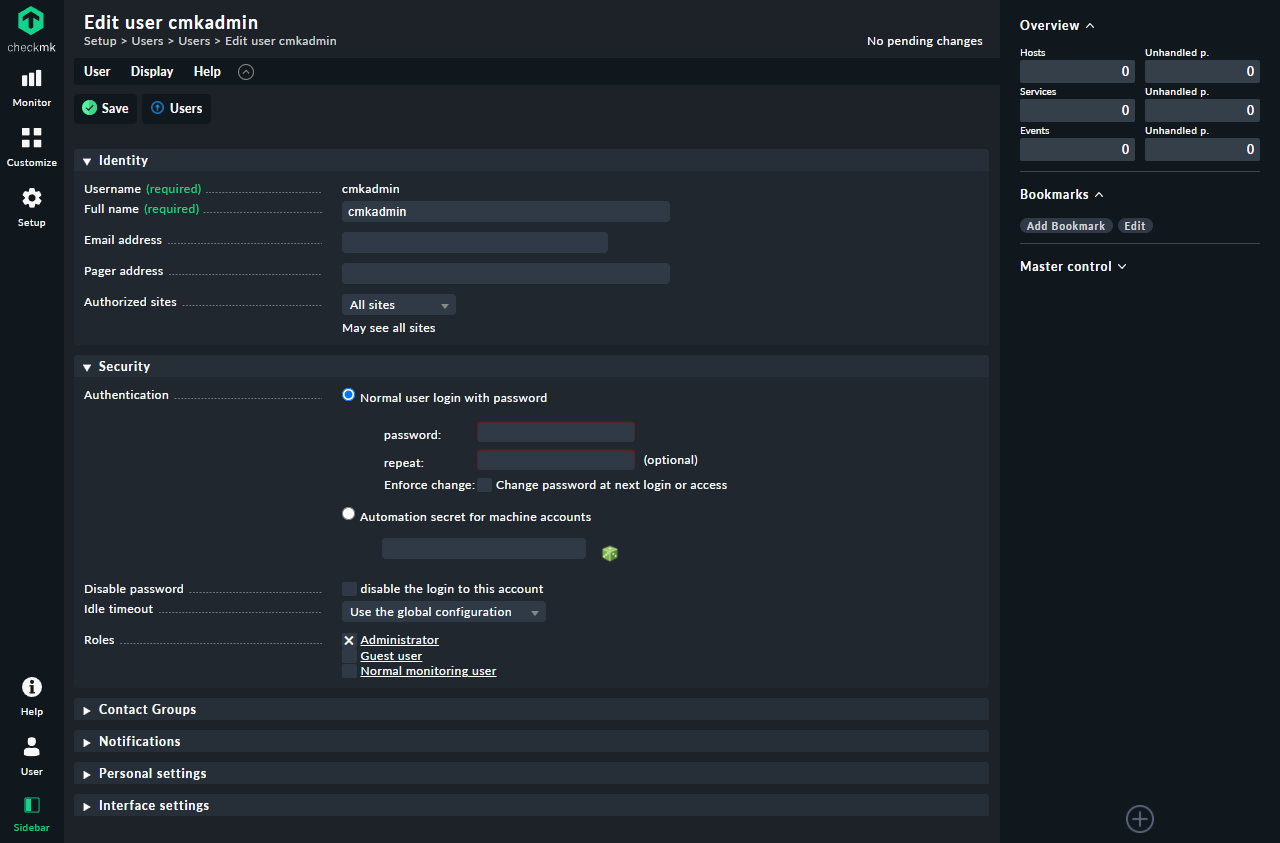 checkmk
Monitor
Customize
Setup
Help
User
Sidebar
Edit user cmkadmin
Setup > Users > Users > Edit user cmkadmin
No pending changes
User Display Help
Save Users
Identity
Username (required) cmkadmin
Full name (required) cmkadmin
Email address
Pager address
Authorized sites All sites
May see all sites
Security
Authentication Normal user login with password
password:
repeat: (optional)
Enforce change: Change password at next login or access
Automation secret for machine accounts
Disable password disable the login to this account
Idle timeout Use the global configuration
Roles Administrator
Guest user
Normal monitoring user
Contact Groups
Notifications
Personal settings
Interface settings
Overview
Hosts Unhandled p.
0 0
Services Unhandled p.
0 0
Events Unhandled p.
0 0
Bookmarks
Add Bookmark Edit
Master control